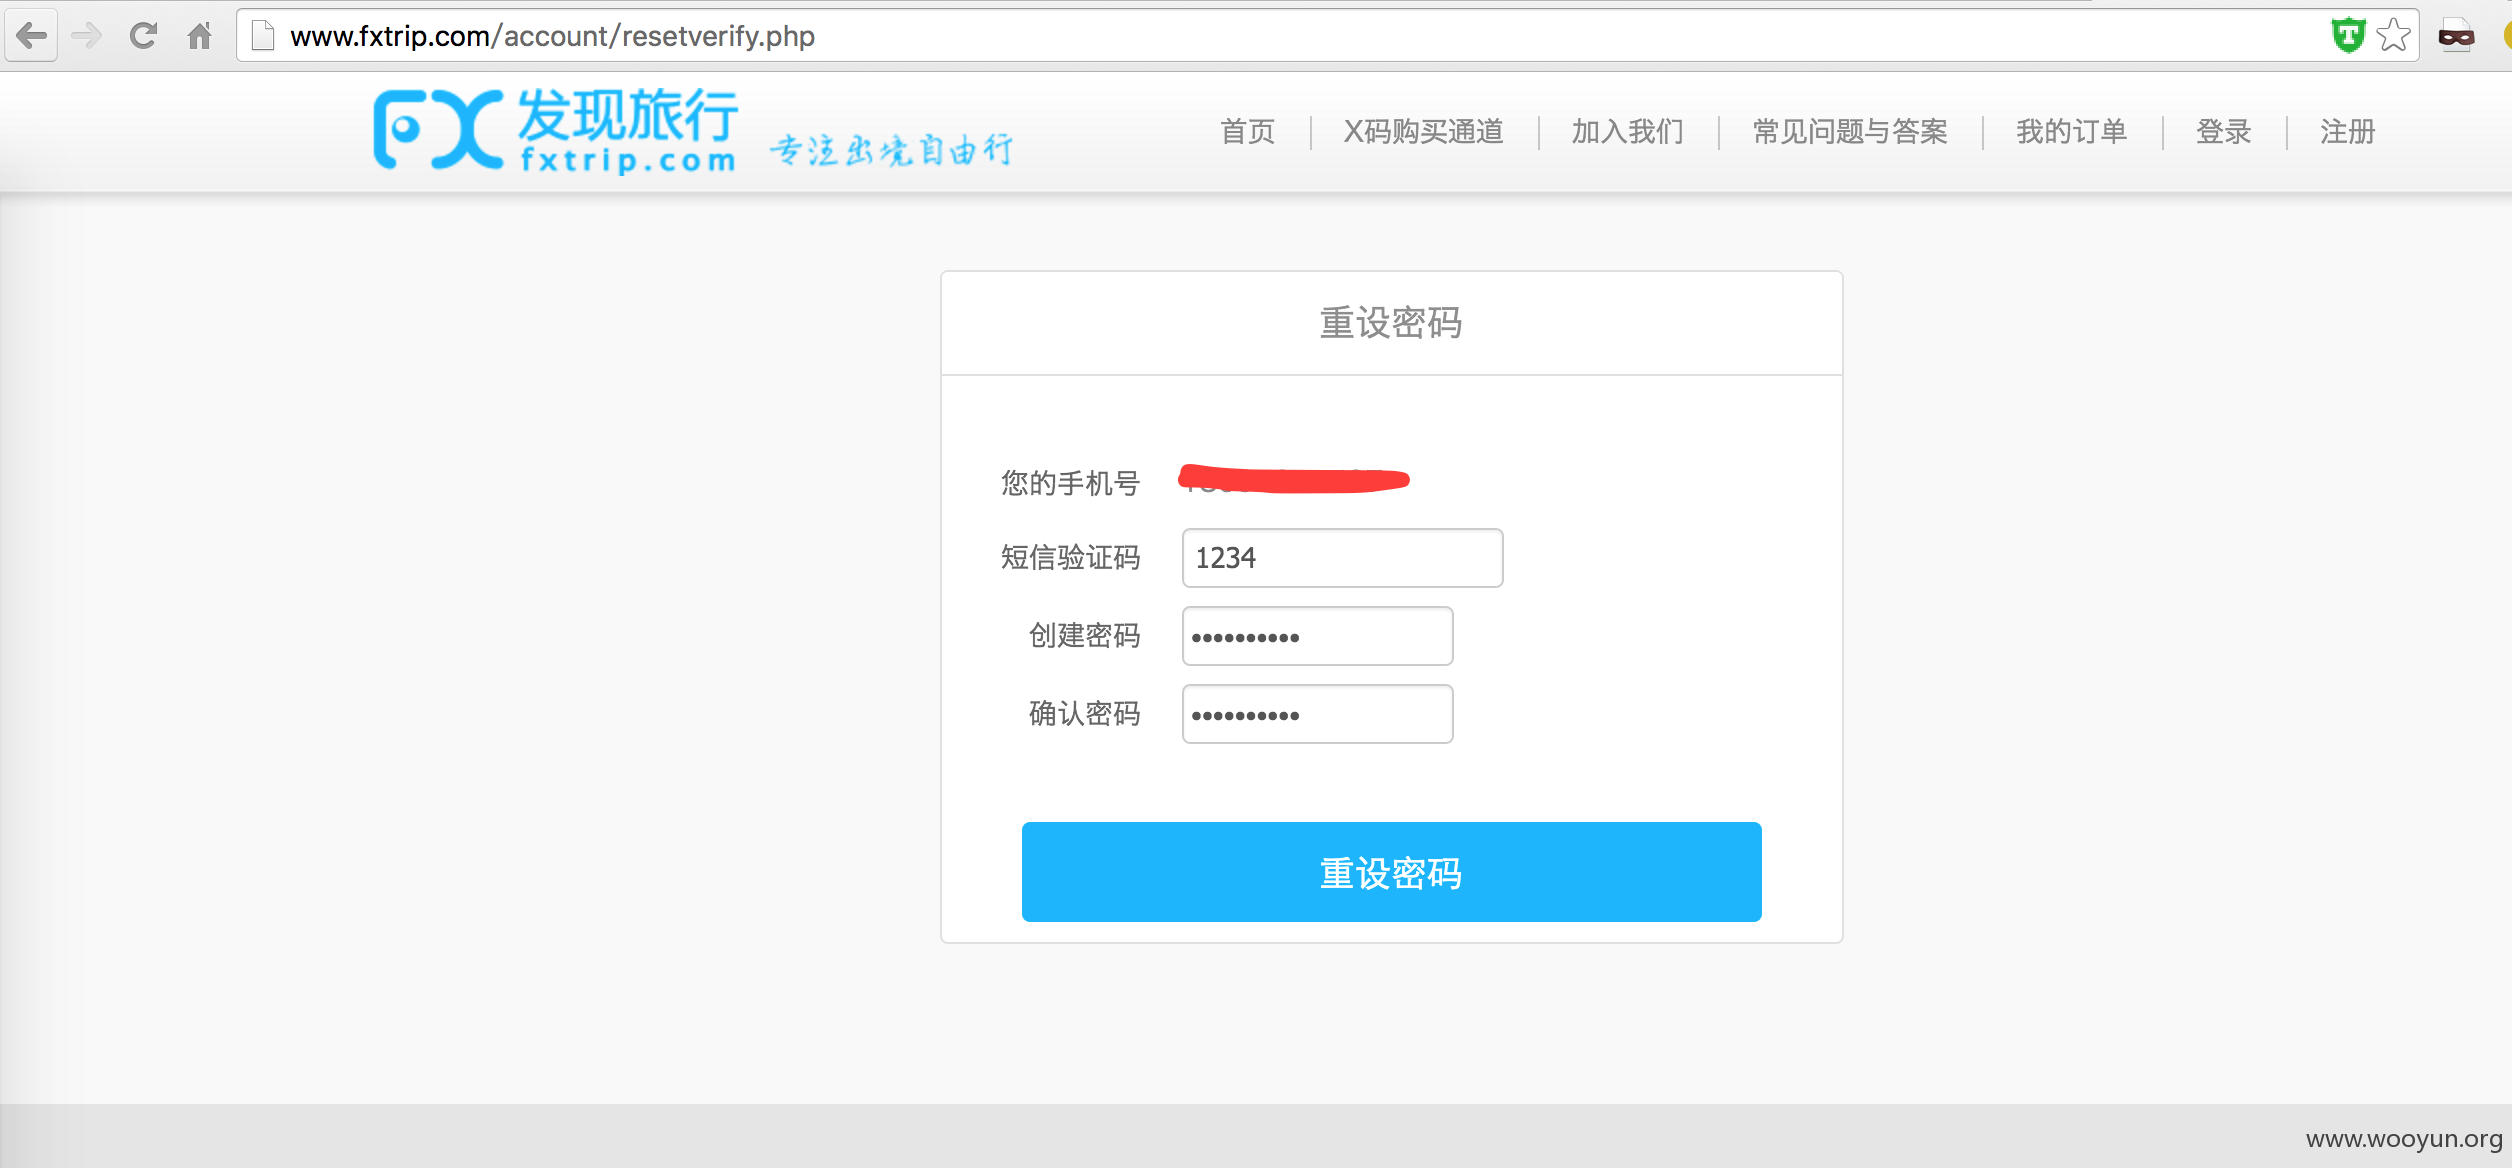 www.fxtrip.com/account/resetverify.php
发现旅行
fxtrip.com
专注出境自由行
首页
X码购买通道
加入我们
常见问题与答案
我的订单
登录
注册
重设密码
您的手机号
短信验证码 1234
创建密码 ••••••••••
确认密码 ••••••••••
重设密码
www.wooyun.org